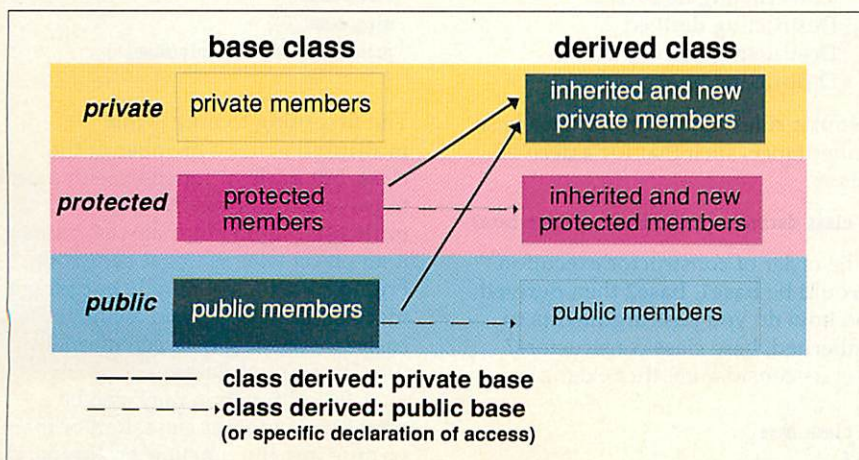 Destroying derived
base class
derived class
private
private members
inherited and new
private members
protected
protected
members
inherited and new
protected members
public
public members
public members
class derived: private base
class derived: public base
(or specific declaration of access)